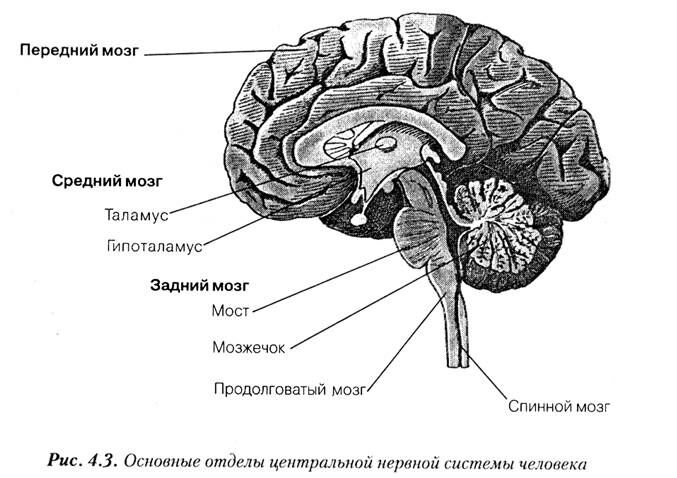 Передний мозг
Средний мозг
Таламус
Гипоталамус
Задний мозг
Мост
Мозжечок
Продолговатый мозг
Спинной мозг
Рис. 4.3. Основные отделы центральной нервной системы человека